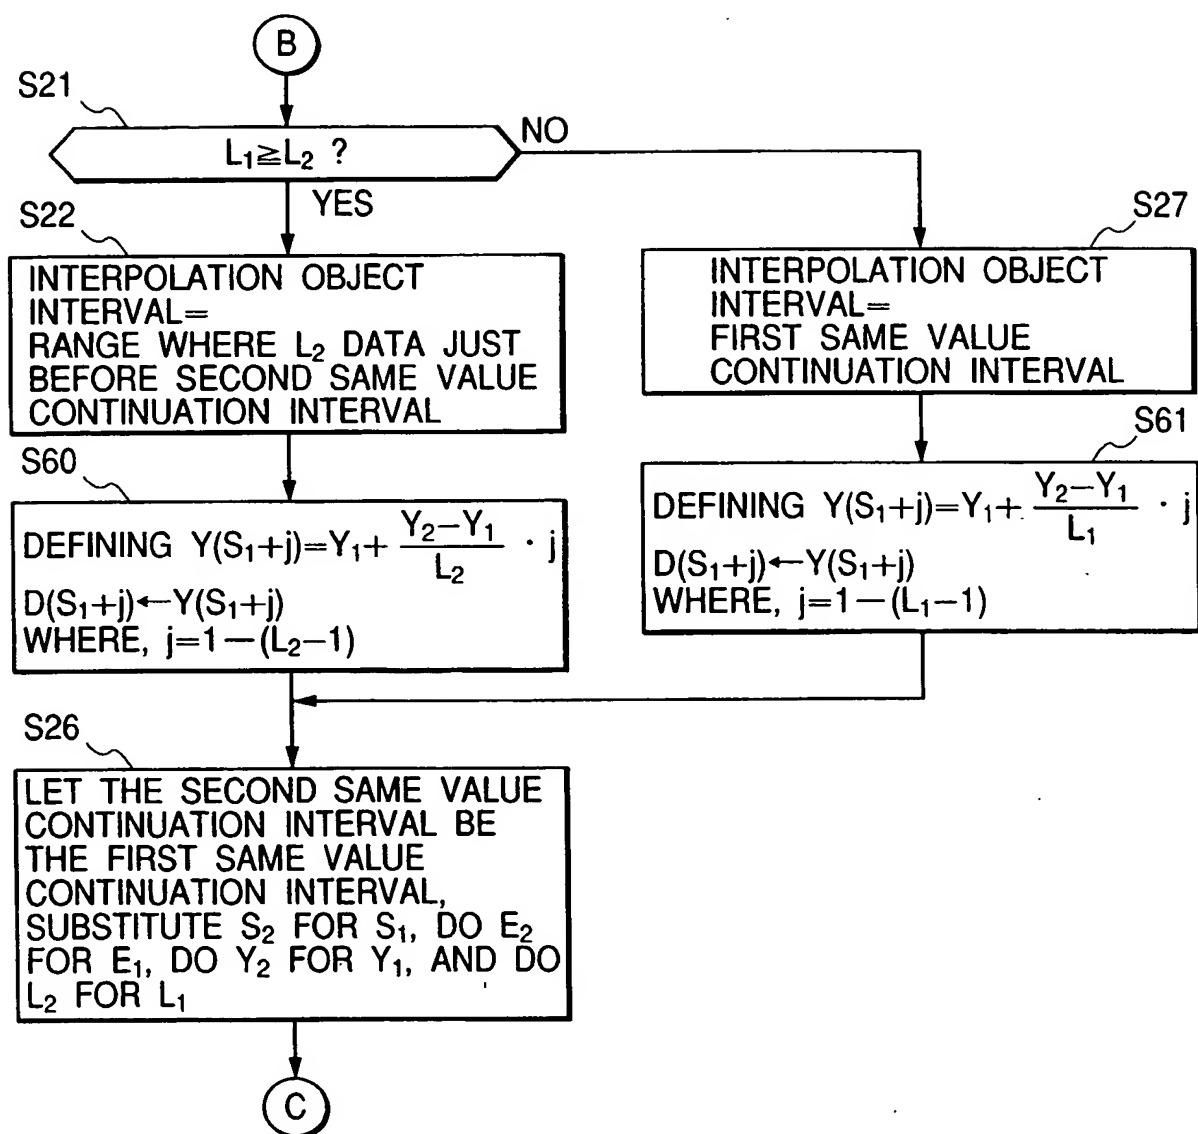 B
S21
L₁≧L₂ ?
NO
YES
S22
INTERPOLATION OBJECT
INTERVAL=
RANGE WHERE L₂ DATA JUST
BEFORE SECOND SAME VALUE
CONTINUATION INTERVAL
S27
INTERPOLATION OBJECT
INTERVAL=
FIRST SAME VALUE
CONTINUATION INTERVAL
S60
DEFINING Y(S₁+j)=Y₁+ (Y₂−Y₁)/L₂ · j
D(S₁+j)←Y(S₁+j)
WHERE, j=1−(L₂−1)
S61
DEFINING Y(S₁+j)=Y₁+ (Y₂−Y₁)/L₁ · j
D(S₁+j)←Y(S₁+j)
WHERE, j=1−(L₁−1)
S26
LET THE SECOND SAME VALUE
CONTINUATION INTERVAL BE
THE FIRST SAME VALUE
CONTINUATION INTERVAL,
SUBSTITUTE S₂ FOR S₁, DO E₂
FOR E₁, DO Y₂ FOR Y₁, AND DO
L₂ FOR L₁
C